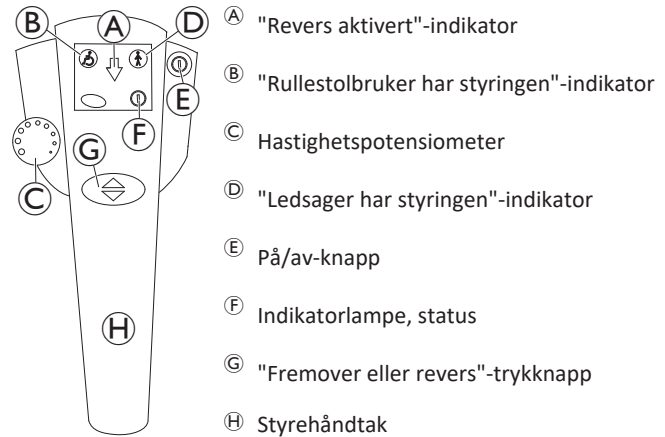 B
A
D
E
F
G
C
H
Ⓐ "Revers aktivert"-indikator
Ⓑ "Rullestolbruker har styringen"-indikator
Ⓒ Hastighetspotensiometer
Ⓓ "Ledsager har styringen"-indikator
Ⓔ På/av-knapp
Ⓕ Indikatorlampe, status
Ⓖ "Fremover eller revers"-trykknapp
Ⓗ Styrehåndtak